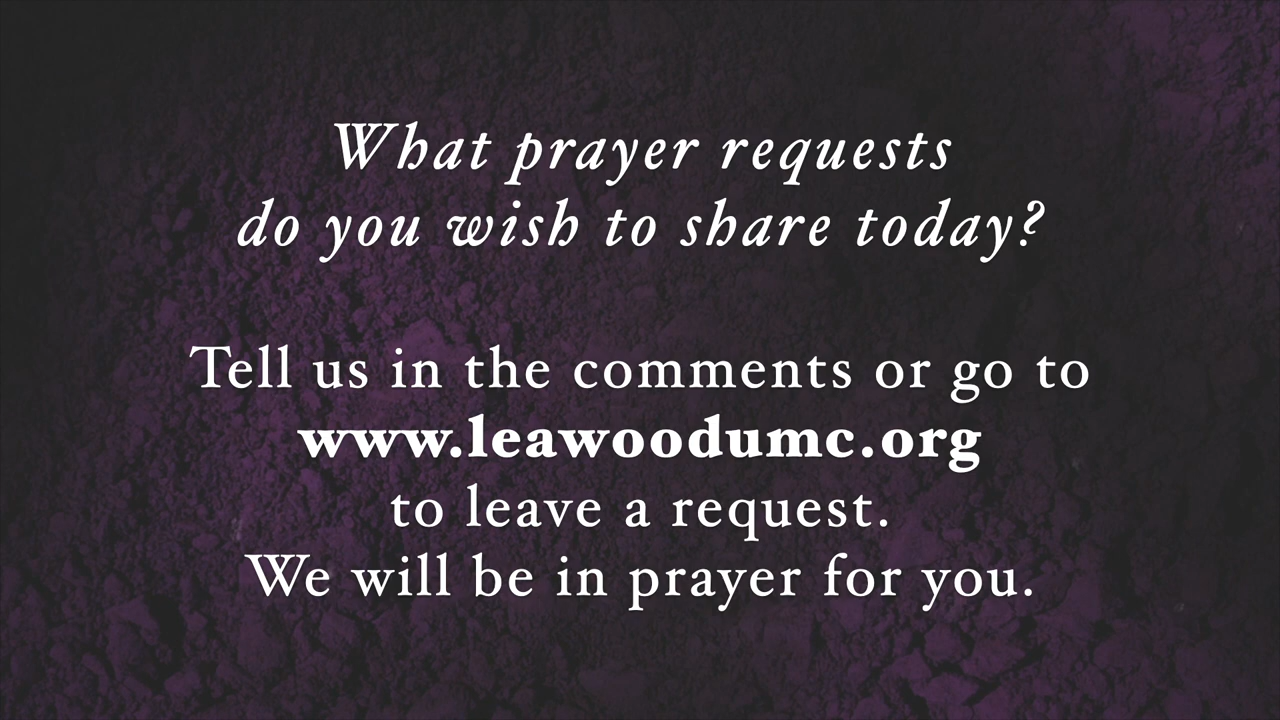 What prayer requests
do you wish to share today?
Tell us in the comments or go to
www.leawoodumc.org
to leave a request.
We will be in prayer for you.